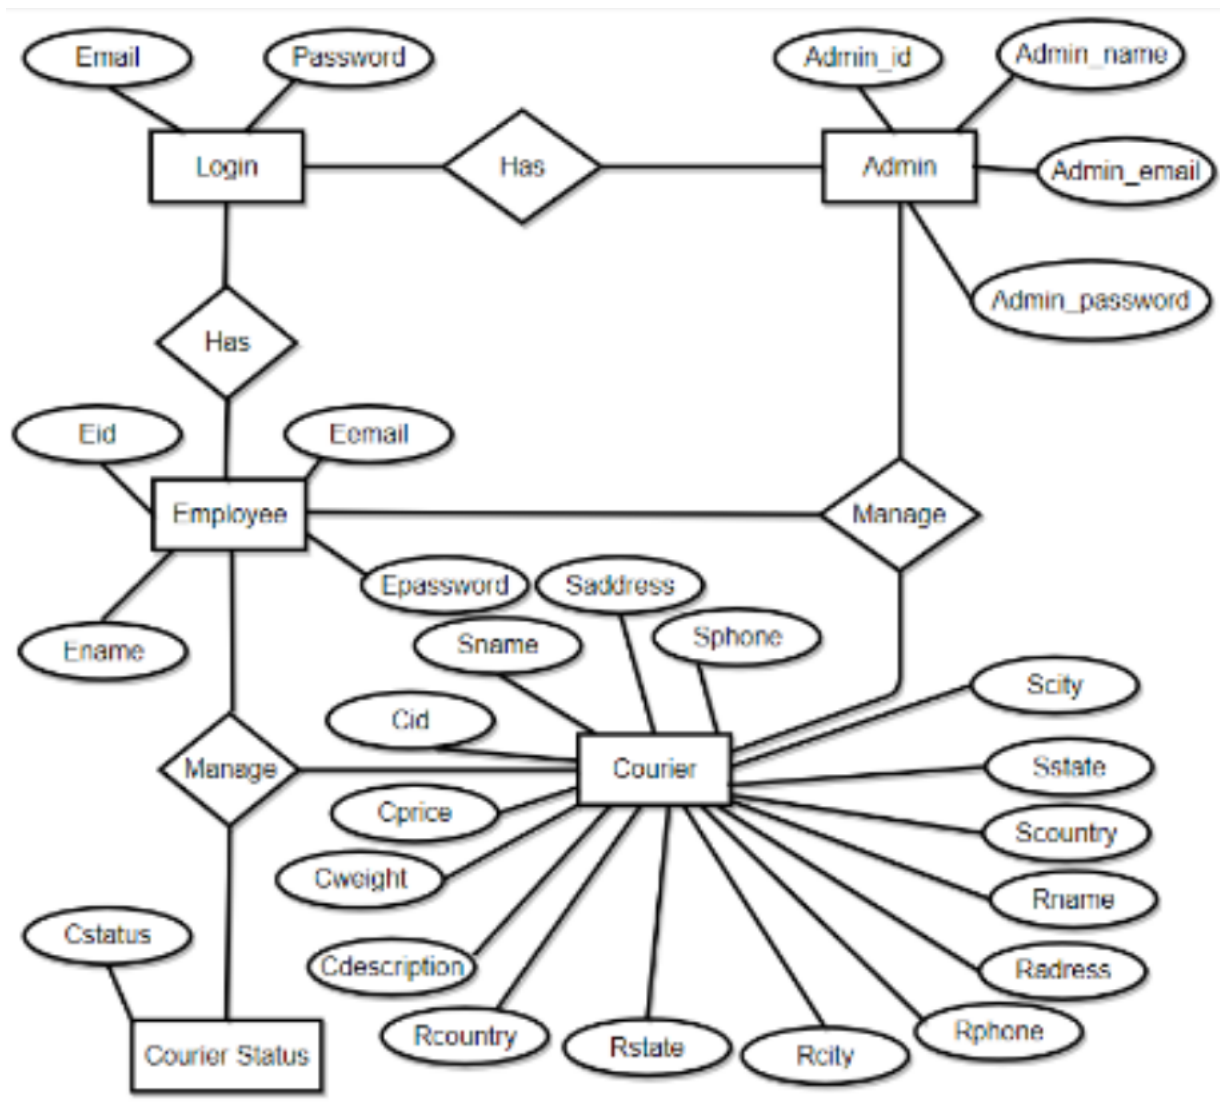 Email
Password
Admin_id
Admin_name
Login
Has
Admin
Admin_email
Admin_password
Has
Eid
Eemail
Employee
Manage
Epassword
Saddress
Ename
Sname
Sphone
Scity
Cid
Manage
Courier
Sstate
Cprice
Scountry
Cweight
Rname
Cstatus
Cdescription
Radress
Rcountry
Rstate
Rcity
Rphone
Courier Status